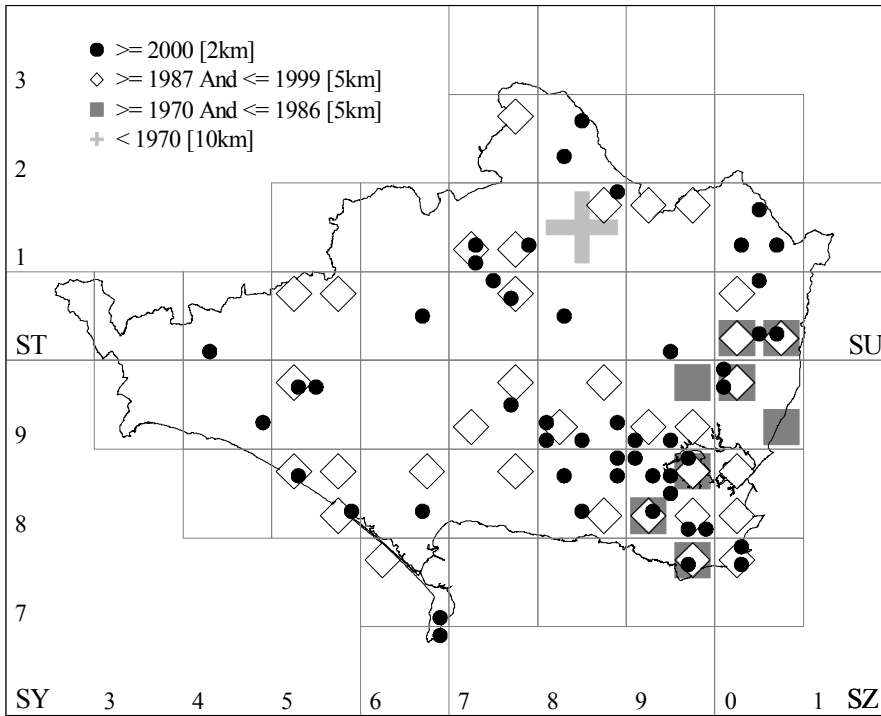 >= 2000 [2km]
>= 1987 And <= 1999 [5km]
>= 1970 And <= 1986 [5km]
< 1970 [10km]
3
2
1
ST SU
9
8
7
SY 3 4 5 6 7 8 9 0 1 SZ